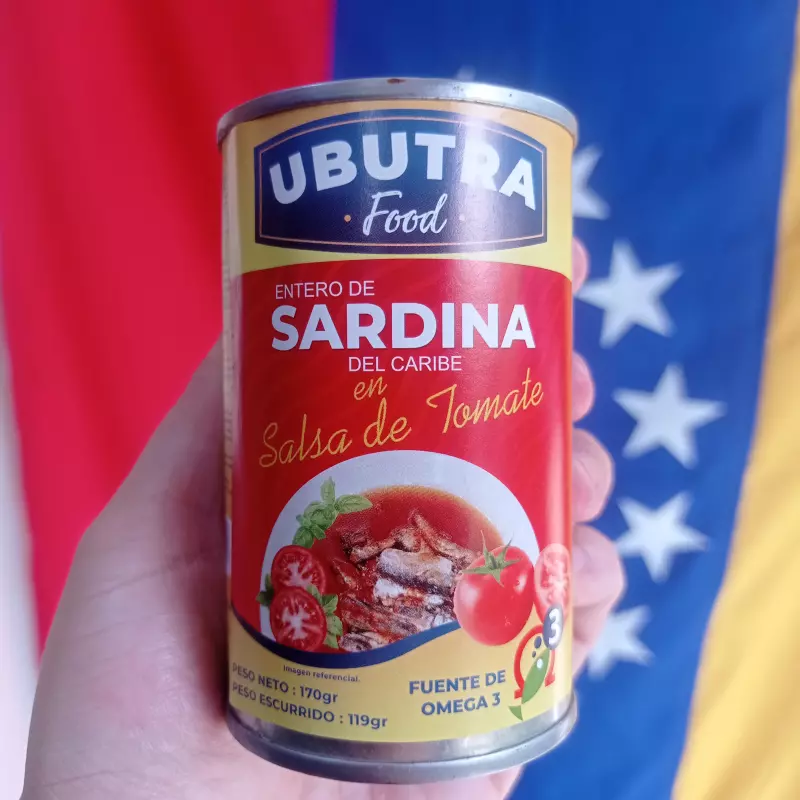 UBUTRA
Food
ENTERO DE
SARDINA
DEL CARIBE
en
Salsa de Tomate
Imagen referencial.
PESO NETO : 170gr
PESO ESCURRIDO : 119gr
FUENTE DE
OMEGA 3
3